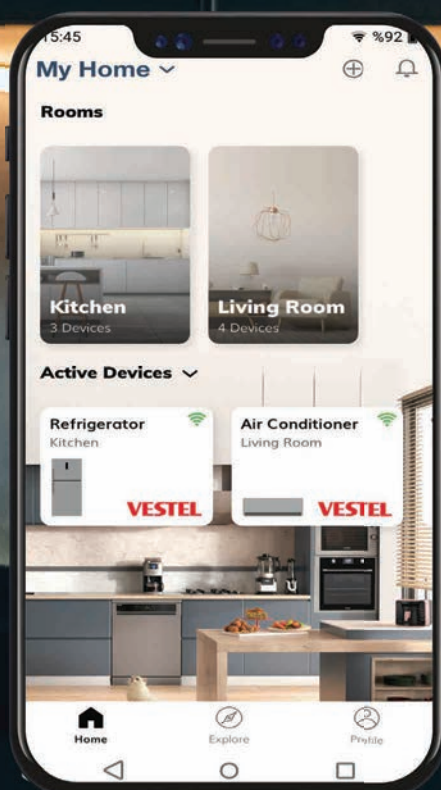 15:45 %92
My Home
Rooms
Kitchen
3 Devices
Living Room
4 Devices
Active Devices
Refrigerator
Kitchen
VESTEL
Air Conditioner
Living Room
VESTEL
Home Explore Profile